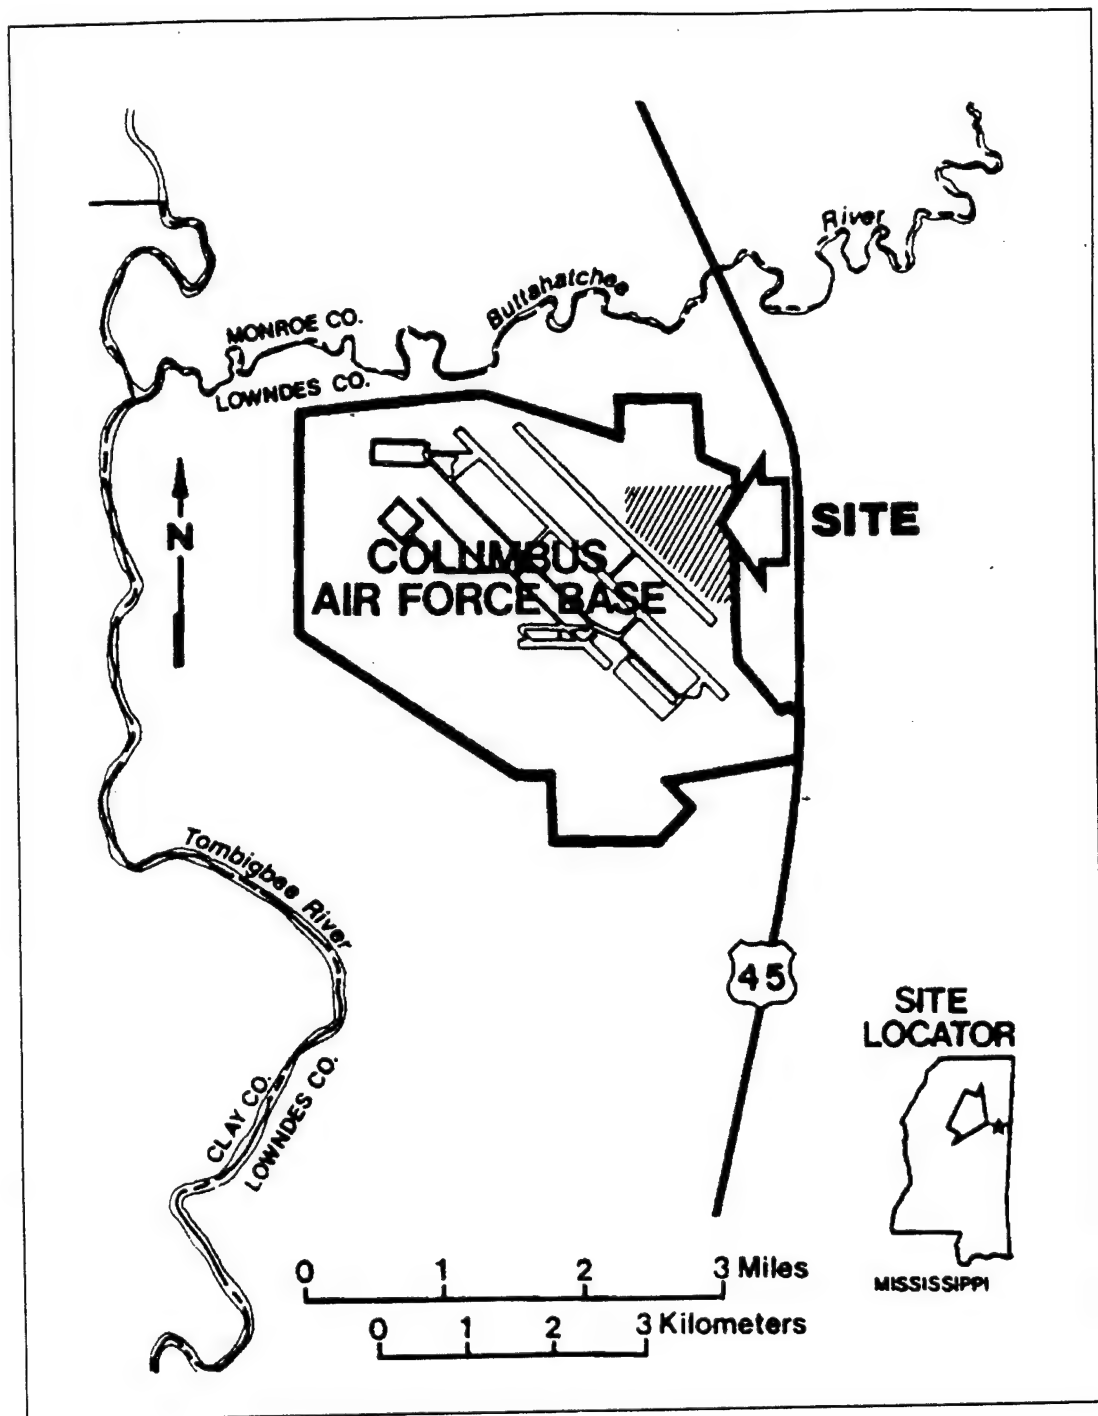 River
Buttahatchee
MONROE CO.
LOWNDES CO.
N
SITE
COLUMBUS
AIR FORCE BASE
Tombigbee River
45
SITE
LOCATOR
CLAY CO.
LOWNDES CO.
MISSISSIPPI
0 1 2 3 Miles
0 1 2 3 Kilometers